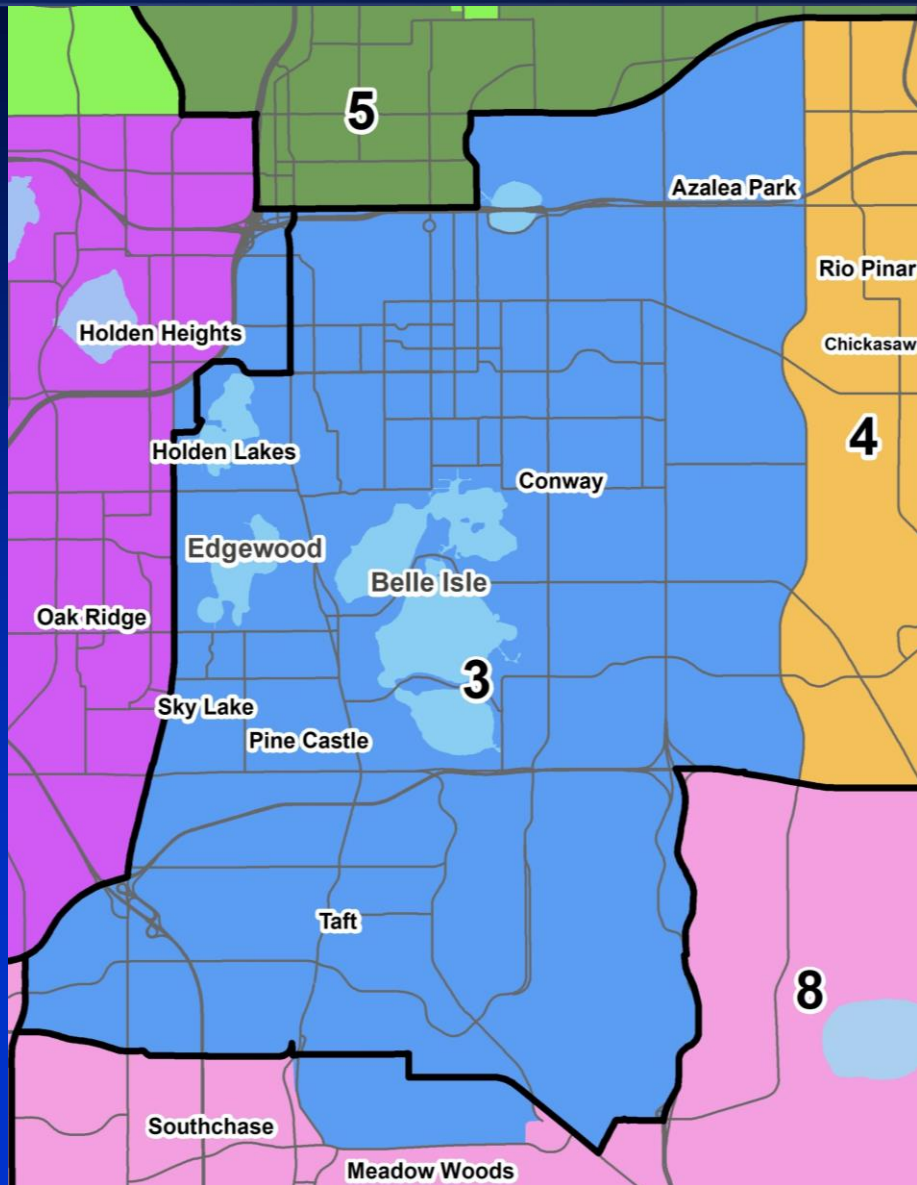 5
Azalea Park
Rio Pinar
Holden Heights
Chickasaw
4
Holden Lakes
Conway
Edgewood
Belle Isle
Oak Ridge
3
Sky Lake
Pine Castle
Taft
8
Southchase
Meadow Woods